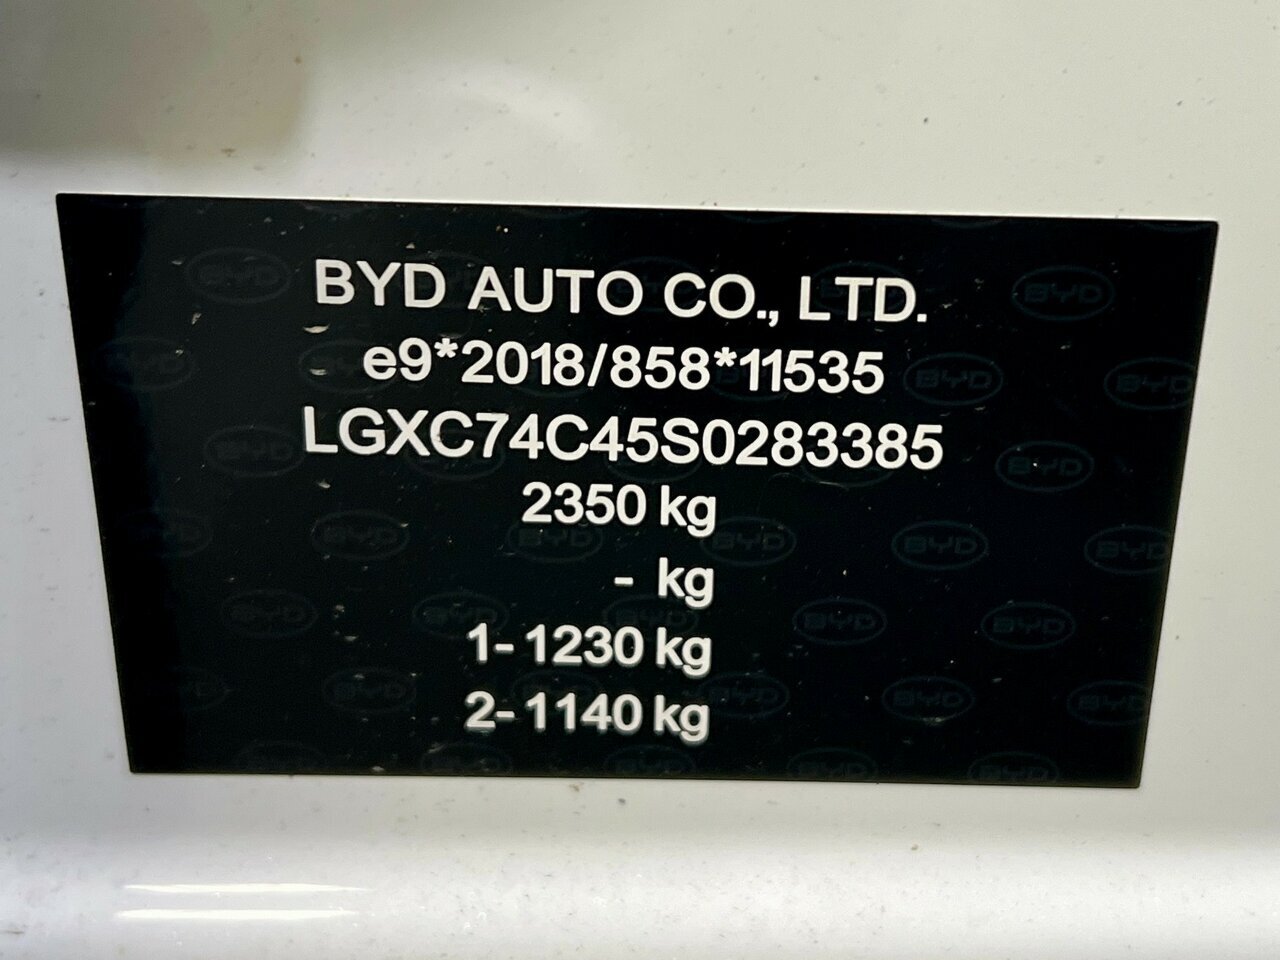 BYD AUTO CO., LTD.
e9*2018/858*11535
LGXC74C45S0283385
2350 kg
- kg
1- 1230 kg
2- 1140 kg